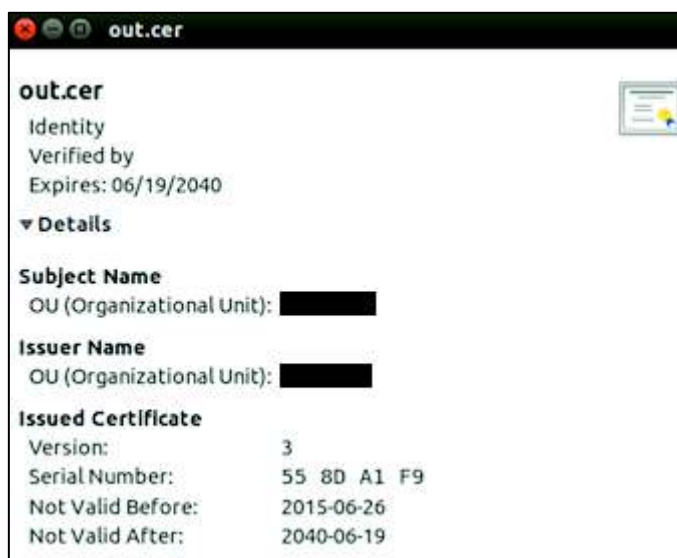 out.cer
out.cer
Identity
Verified by
Expires: 06/19/2040
Details
Subject Name
OU (Organizational Unit):
Issuer Name
OU (Organizational Unit):
Issued Certificate
Version: 3
Serial Number: 55 8D A1 F9
Not Valid Before: 2015-06-26
Not Valid After: 2040-06-19